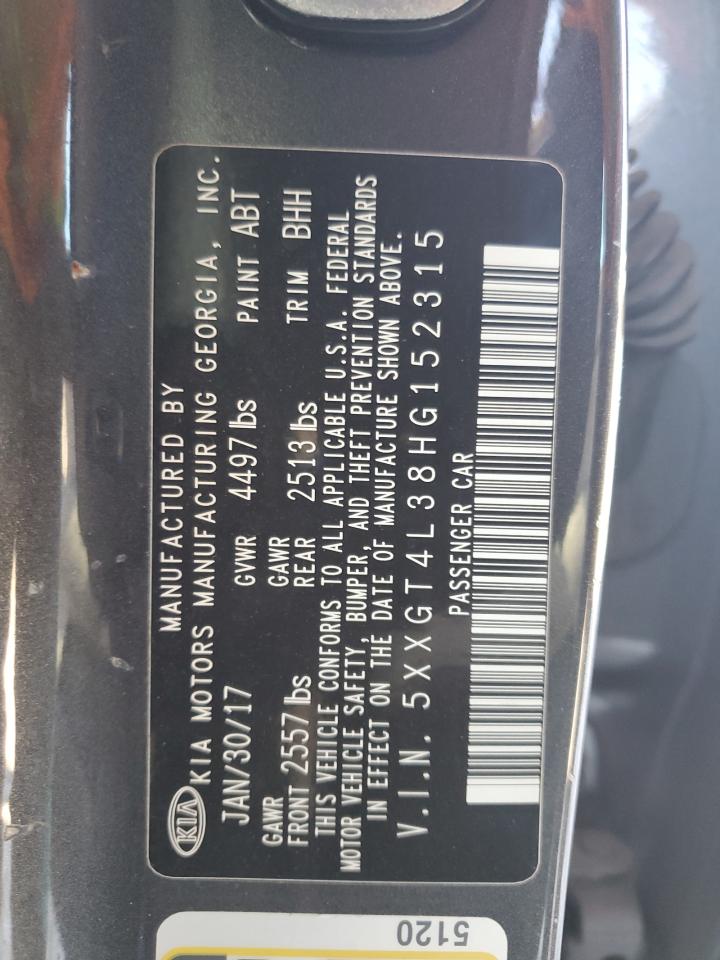 KIA
MANUFACTURED BY
KIA MOTORS MANUFACTURING GEORGIA, INC.
JAN/30/17 GVWR 4497 lbs PAINT ABT
GAWR FRONT 2557 lbs GAWR REAR 2513 lbs TRIM BHH
THIS VEHICLE CONFORMS TO ALL APPLICABLE U.S.A. FEDERAL
MOTOR VEHICLE SAFETY, BUMPER, AND THEFT PREVENTION STANDARDS
IN EFFECT ON THE DATE OF MANUFACTURE SHOWN ABOVE.
V.I.N. 5XXGT4L38HG152315
PASSENGER CAR
5120